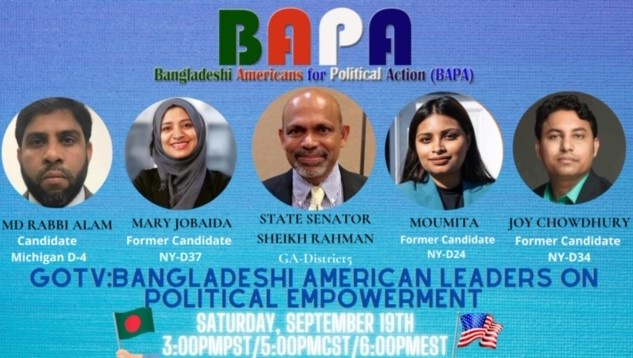 BAPA
Bangladeshi Americans for Political Action (BAPA)
MD RABBI ALAM
Candidate
Michigan D-4
MARY JOBAIDA
Former Candidate
NY-D37
STATE SENATOR
SHEIKH RAHMAN
GA-District5
MOUMITA
Former Candidate
NY-D24
JOY CHOWDHURY
Former Candidate
NY-D34
GOTV:BANGLADESHI AMERICAN LEADERS ON
POLITICAL EMPOWERMENT
SATURDAY, SEPTEMBER 19TH
3:00PMPST/5:00PMCST/6:00PMEST